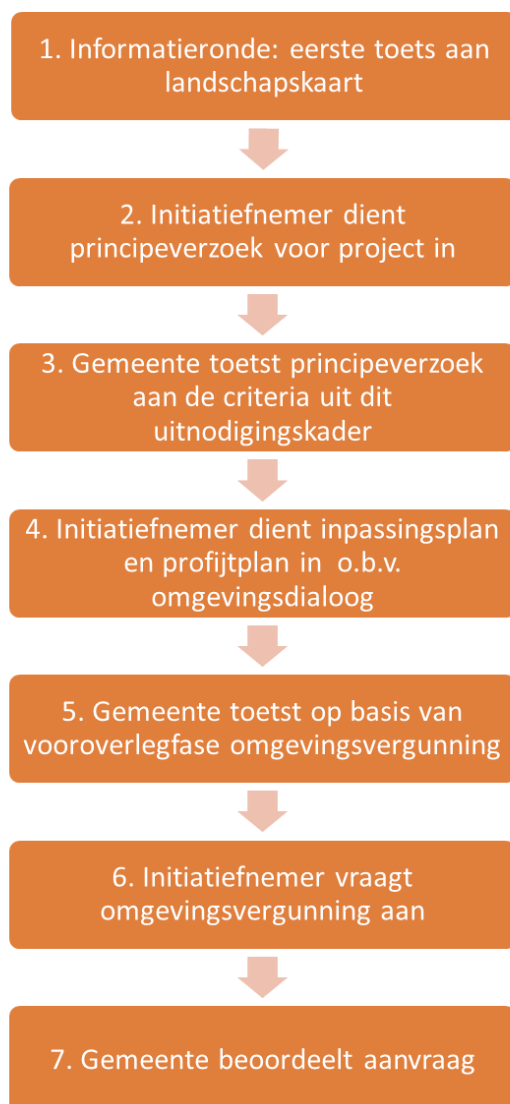 1. Informatieronde: eerste toets aan
landschapskaart
2. Initiatiefnemer dient
principeverzoek voor project in
3. Gemeente toetst principeverzoek
aan de criteria uit dit
uitnodigingskader
4. Initiatiefnemer dient inpassingsplan
en profijtplan in o.b.v.
omgevingsdialoog
5. Gemeente toetst op basis van
vooroverlegfase omgevingsvergunning
6. Initiatiefnemer vraagt
omgevingsvergunning aan
7. Gemeente beoordeelt aanvraag